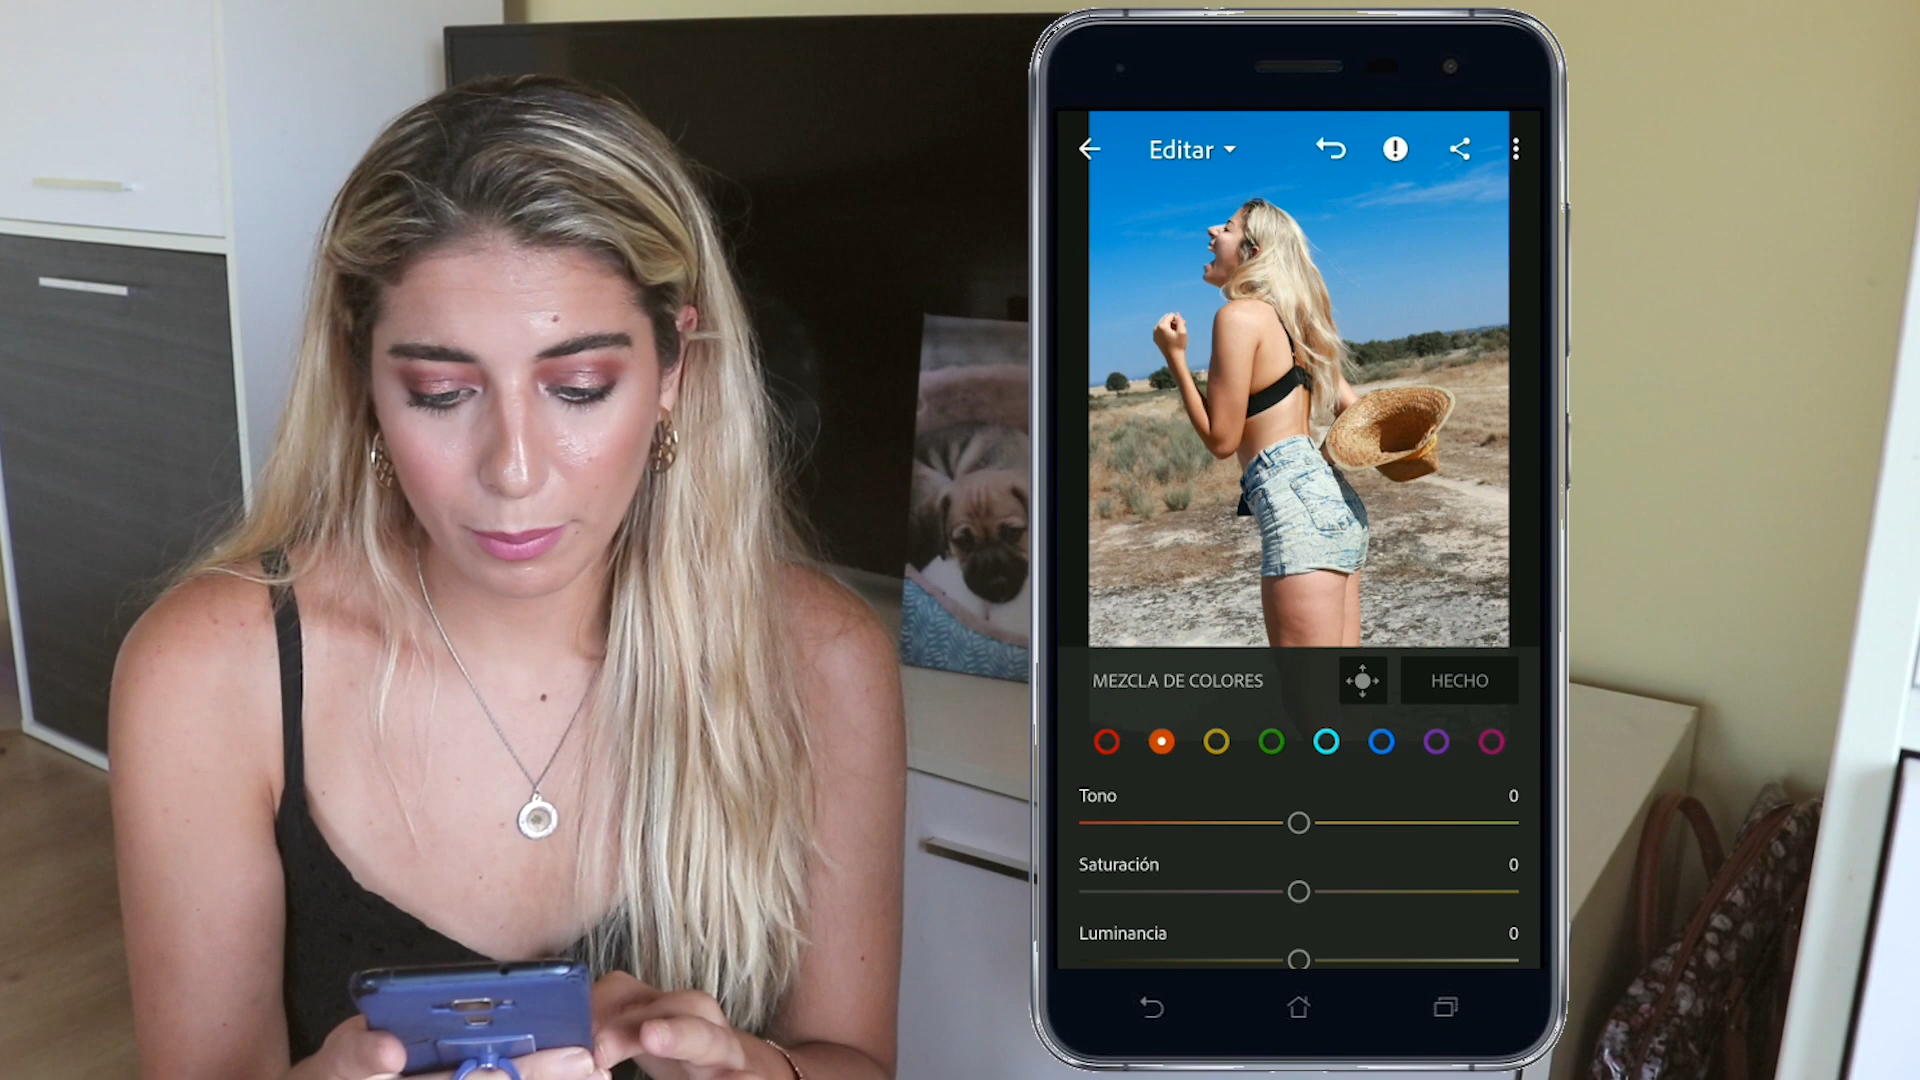 Editar
MEZCLA DE COLORES
HECHO
Tono 0
Saturación 0
Luminancia 0